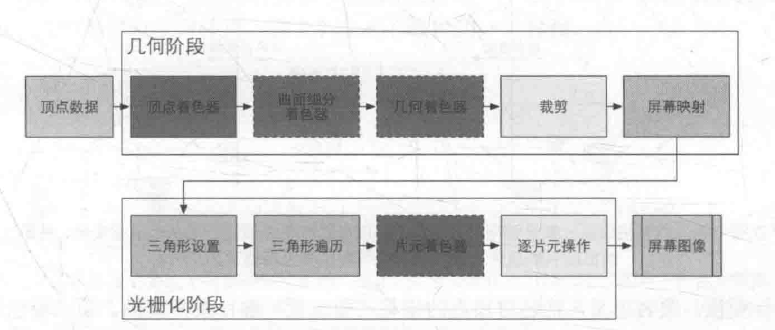 几何阶段
顶点数据
顶点着色器
曲面细分
着色器
几何着色器
裁剪
屏幕映射
三角形设置
三角形遍历
片元着色器
逐片元操作
屏幕图像
光栅化阶段